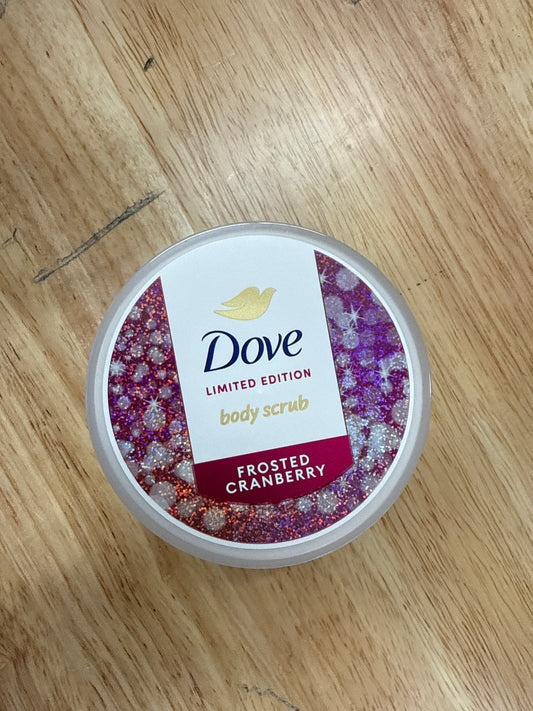 Dove
LIMITED EDITION
body scrub
FROSTED
CRANBERRY